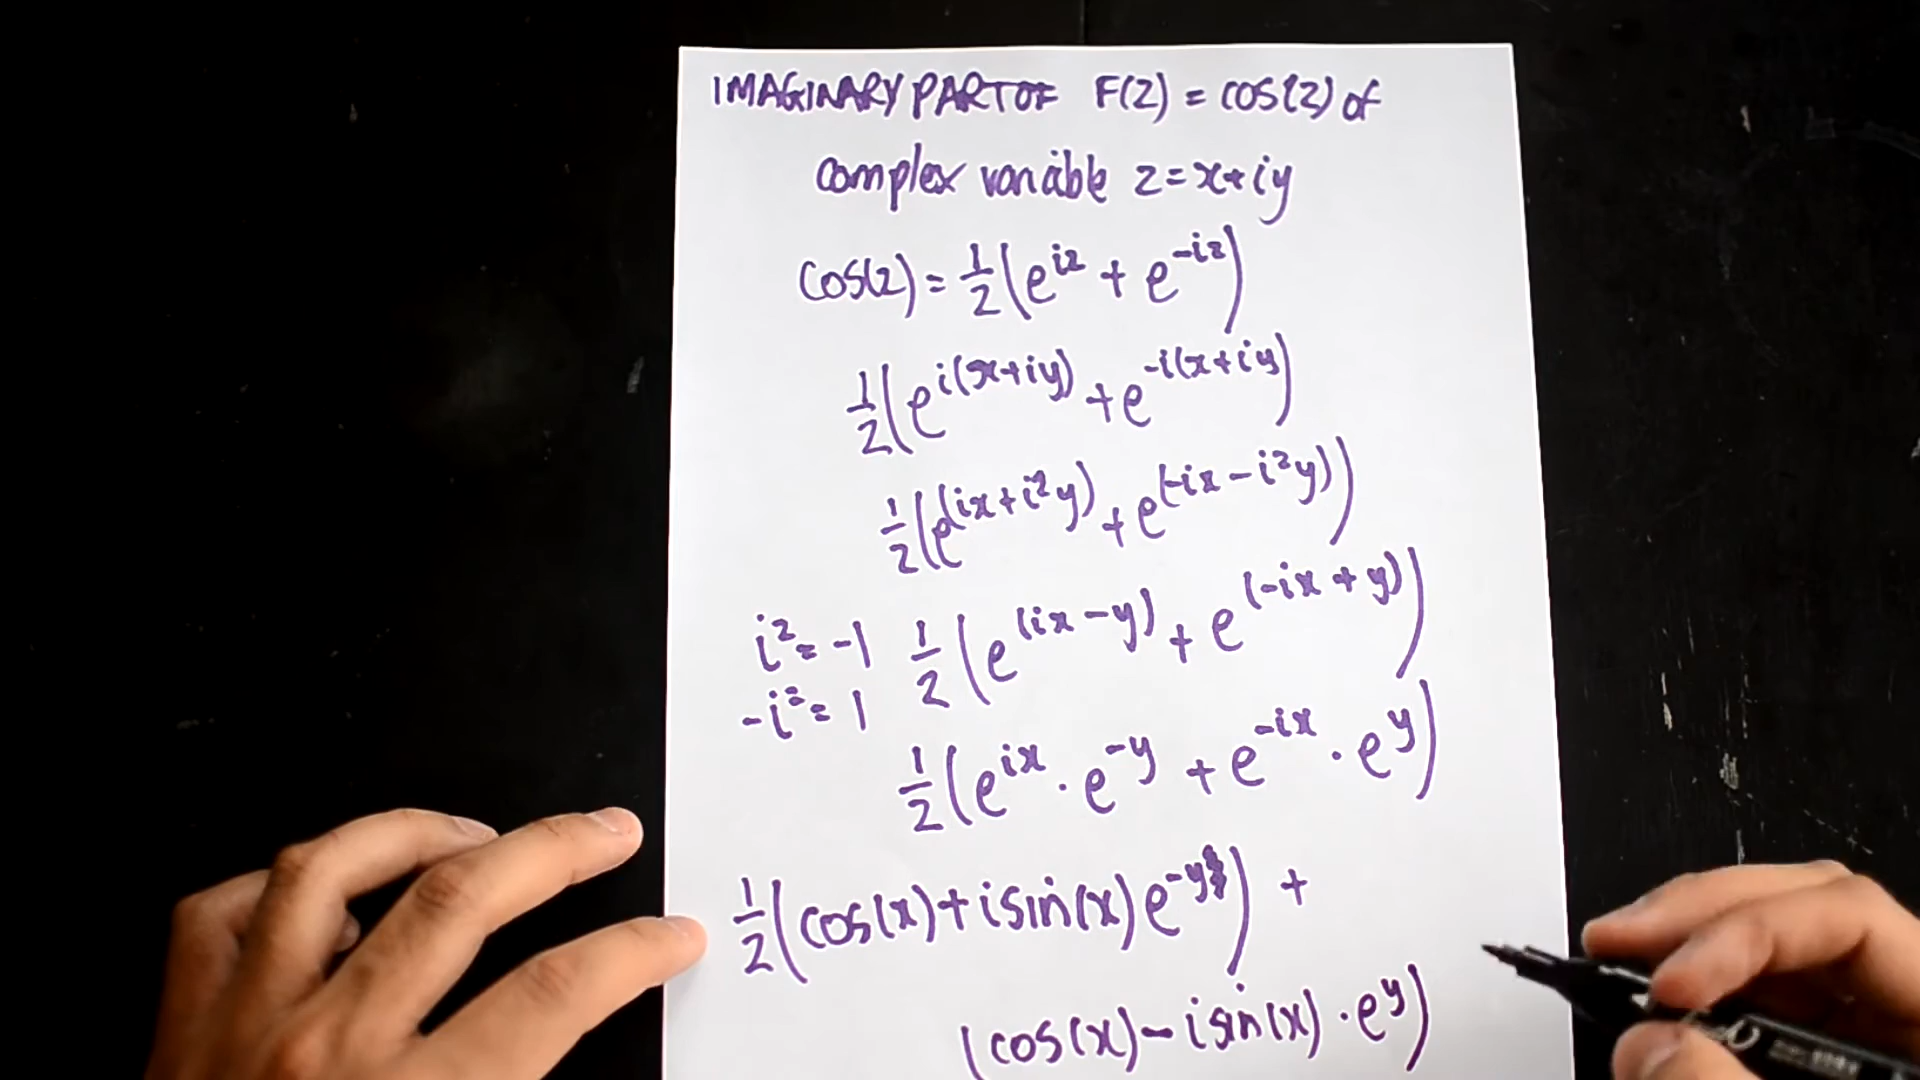 IMAGINARY PART OF F(z) = cos(z) of
complex variable z = x+iy
cos(z) = 1/2(e^{iz} + e^{-iz})
1/2(e^{i(x+iy)} + e^{-i(x+iy)})
1/2(e^{(ix+i²y)} + e^{(-ix-i²y)})
i² = -1 1/2(e^{(ix-y)} + e^{(-ix+y)})
-i² = 1
1/2(e^{ix} · e^{-y} + e^{-ix} · e^{y})
1/2(cos(x)+isin(x)e^{-y}) +
(cos(x)-isin(x) · e^{y})